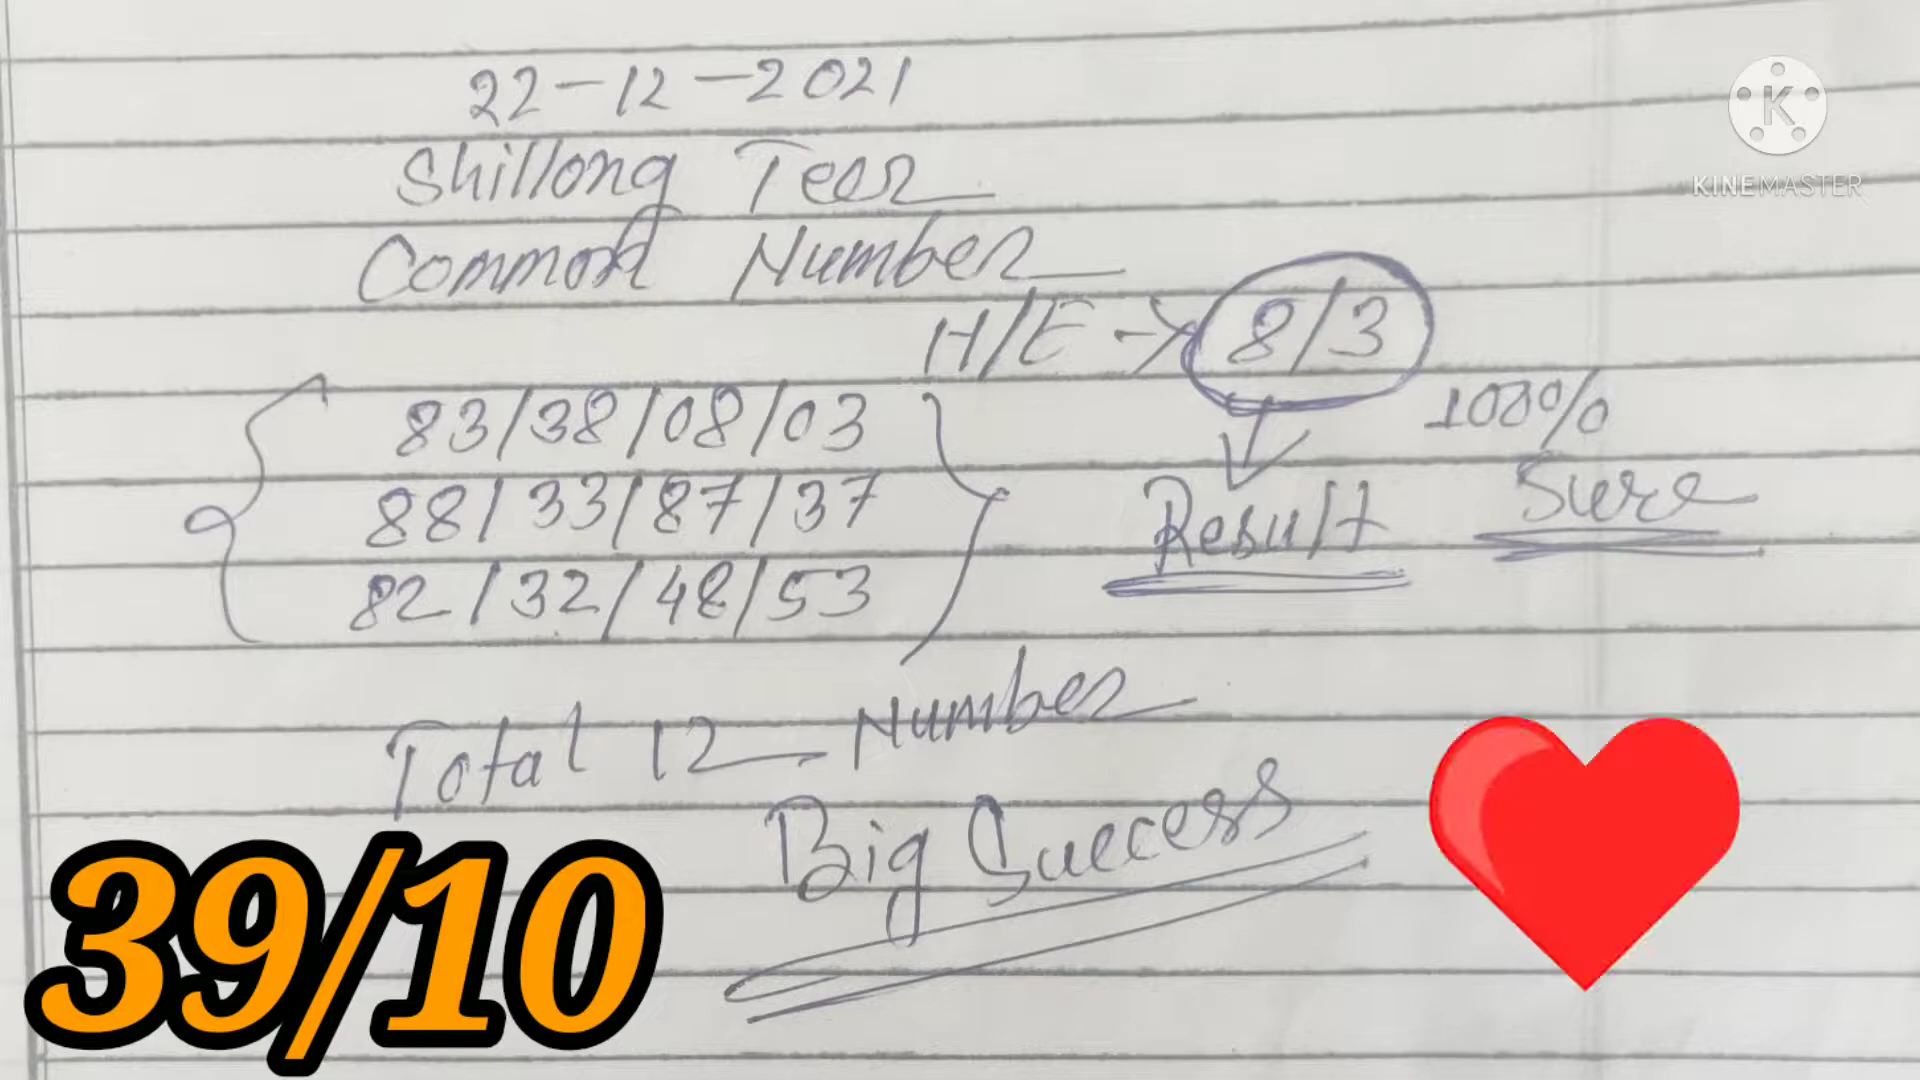 22-12-2021
Shillong Teer
Common Number
H/E → 8/3
83/38/08/03
100%
88/33/87/37
Result Sure
82/32/48/53
Total 12 Number
Big Success
39/10
K
KINEMASTER